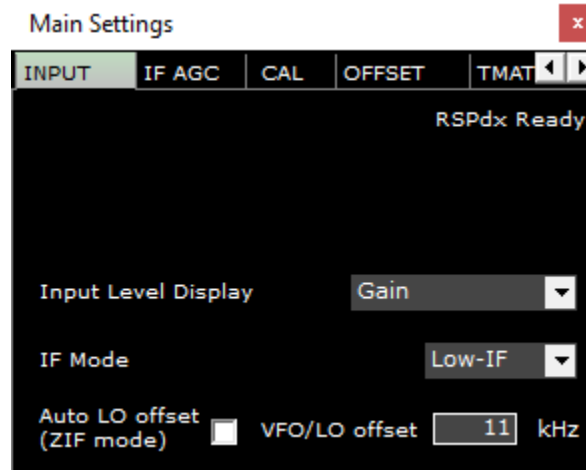 Main Settings x
INPUT IF AGC CAL OFFSET TMAT
RSPdx Ready
Input Level Display Gain
IF Mode Low-IF
Auto LO offset
(ZIF mode) VFO/LO offset 11 kHz